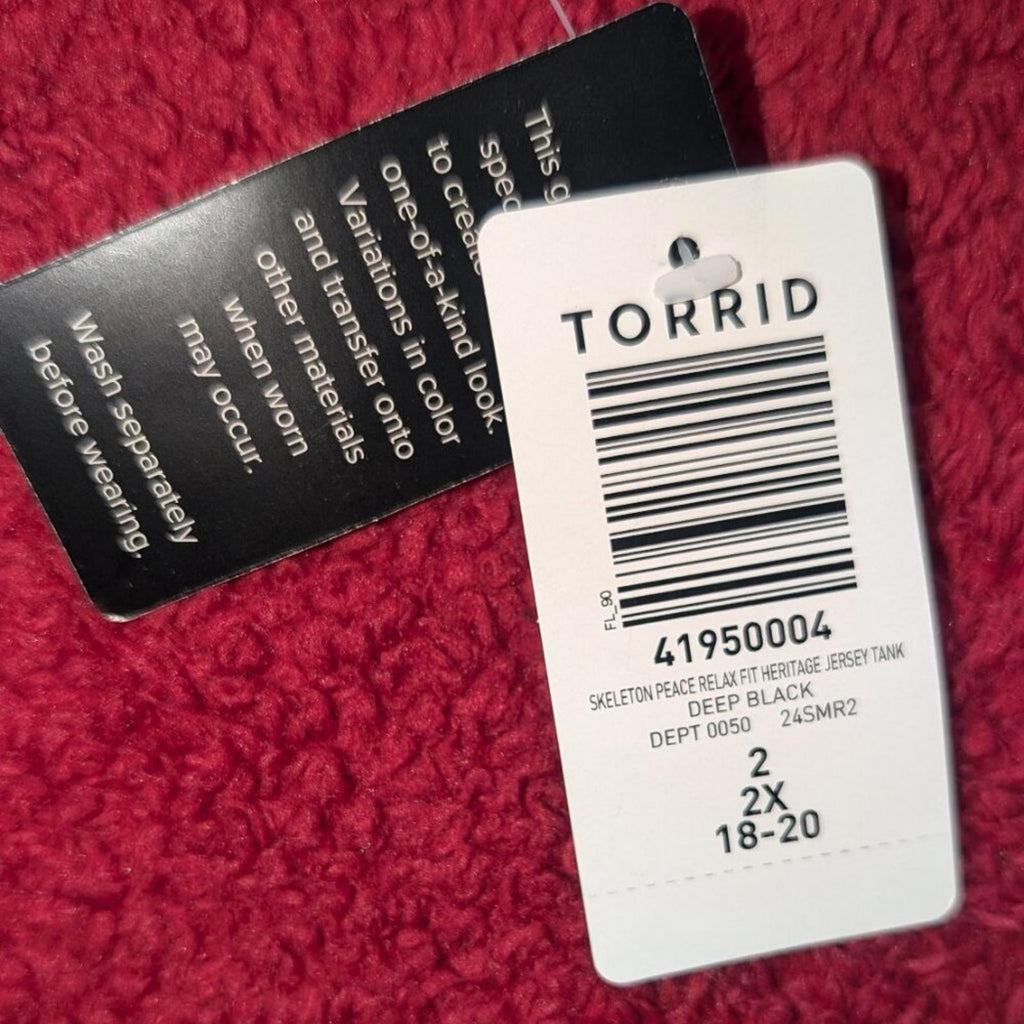 This
to create
one-of-a-kind look.
Variations in color
and transfer onto
other materials
when worn
may occur.
Wash separately
before wearing.
TORRID
FL_90
41950004
SKELETON PEACE RELAX FIT HERITAGE JERSEY TANK
DEEP BLACK
DEPT 0050 24SMR2
2
2X
18-20